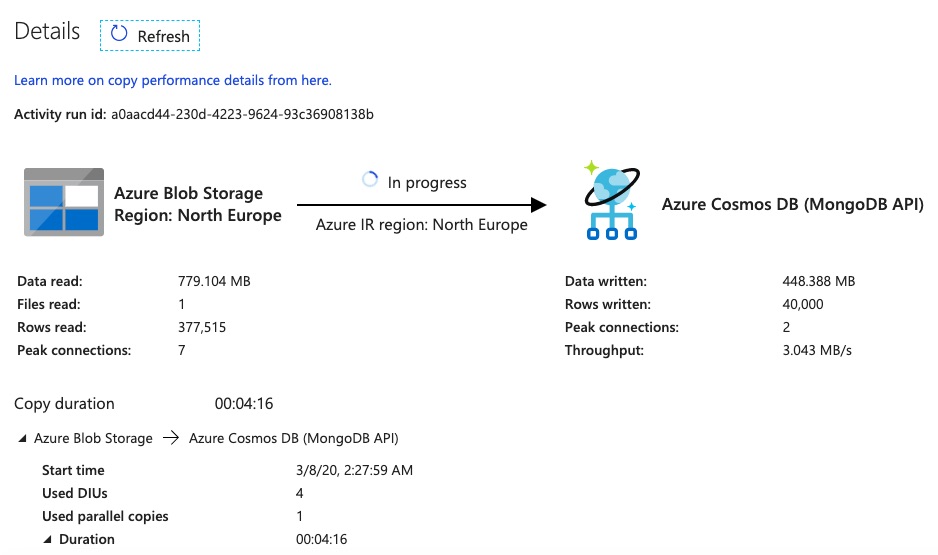 Details
Refresh
Learn more on copy performance details from here.
Activity run id: a0aacd44-230d-4223-9624-93c36908138b
Azure Blob Storage
Region: North Europe
In progress
Azure IR region: North Europe
Azure Cosmos DB (MongoDB API)
Data read: 779.104 MB
Files read: 1
Rows read: 377,515
Peak connections: 7
Data written: 448.388 MB
Rows written: 40,000
Peak connections: 2
Throughput: 3.043 MB/s
Copy duration 00:04:16
Azure Blob Storage → Azure Cosmos DB (MongoDB API)
Start time 3/8/20, 2:27:59 AM
Used DIUs 4
Used parallel copies 1
Duration 00:04:16